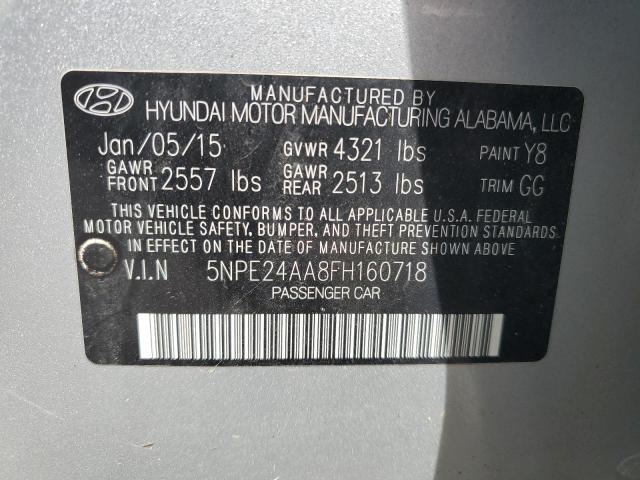 MANUFACTURED BY
HYUNDAI MOTOR MANUFACTURING ALABAMA, LLC
Jan/05/15 GVWR 4321 lbs PAINT Y8
GAWR FRONT 2557 lbs GAWR REAR 2513 lbs TRIM GG
THIS VEHICLE CONFORMS TO ALL APPLICABLE U.S.A. FEDERAL
MOTOR VEHICLE SAFETY, BUMPER, AND THEFT PREVENTION STANDARDS
IN EFFECT ON THE DATE OF MANUFACTURE SHOWN ABOVE.
V.I.N 5NPE24AA8FH160718
PASSENGER CAR